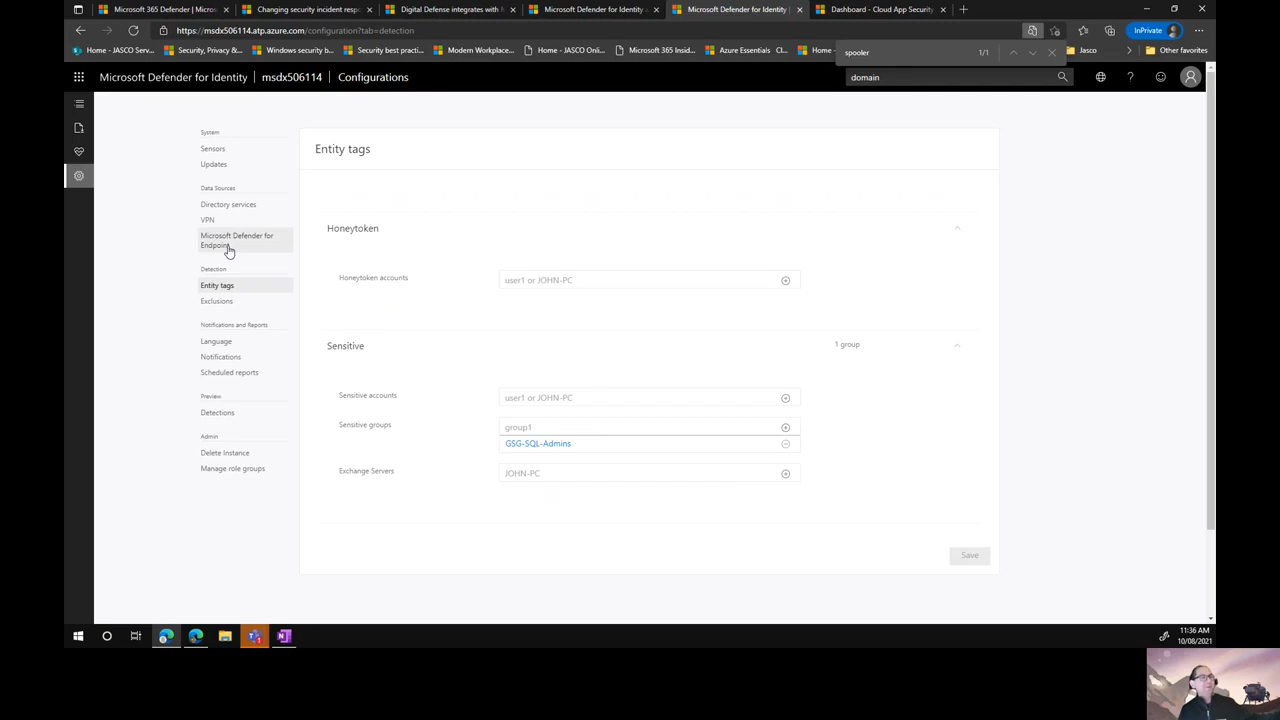 Microsoft 365 Defender | Micros
Changing security incident respo
Digital Defense integrates with M
Microsoft Defender for Identity a
Microsoft Defender for Identity
Dashboard - Cloud App Security
https://msdx506114.atp.azure.com/configuration?tab=detection
InPrivate
Home - JASCO Serv...
Security, Privacy &...
Windows security b...
Security best practi...
Modern Workplace...
Home - JASCO Onli...
Microsoft 365 Insid...
Azure Essentials
Home -
Jasco
Other favorites
spooler
1/1
Microsoft Defender for Identity
msdx506114
Configurations
domain
System
Sensors
Updates
Data Sources
Directory services
VPN
Microsoft Defender for
Endpoint
Detection
Entity tags
Exclusions
Notifications and Reports
Language
Notifications
Scheduled reports
Preview
Detections
Admin
Delete Instance
Manage role groups
Entity tags
Honeytoken
Honeytoken accounts
user1 or JOHN-PC
Sensitive
1 group
Sensitive accounts
user1 or JOHN-PC
Sensitive groups
group1
GSG-SQL-Admins
Exchange Servers
JOHN-PC
Save
11:36 AM
10/08/2021